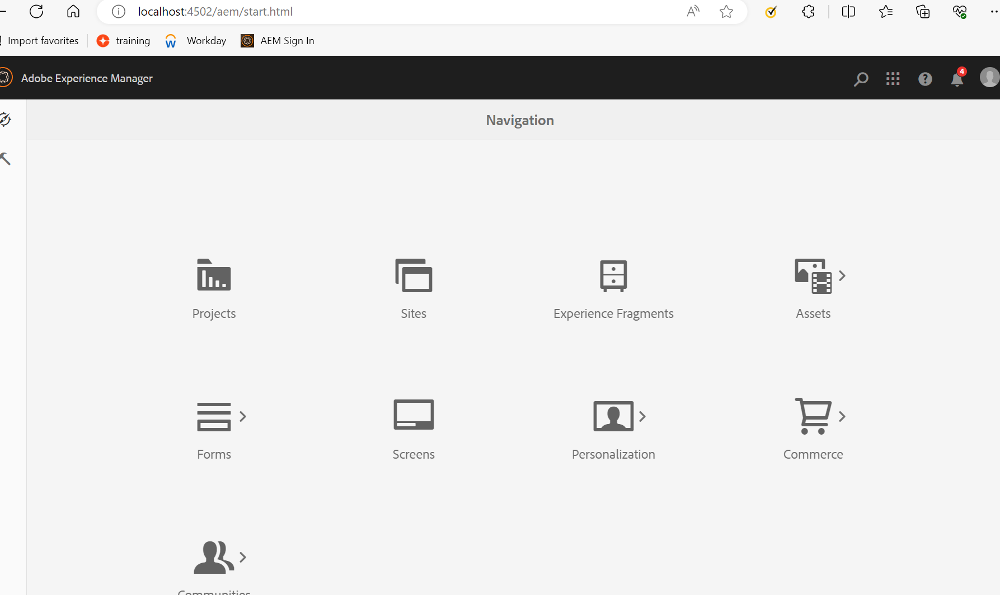 localhost:4502/aem/start.html
Import favorites training Workday AEM Sign In
Adobe Experience Manager
4
Navigation
Projects Sites Experience Fragments Assets
Forms Screens Personalization Commerce
Communities